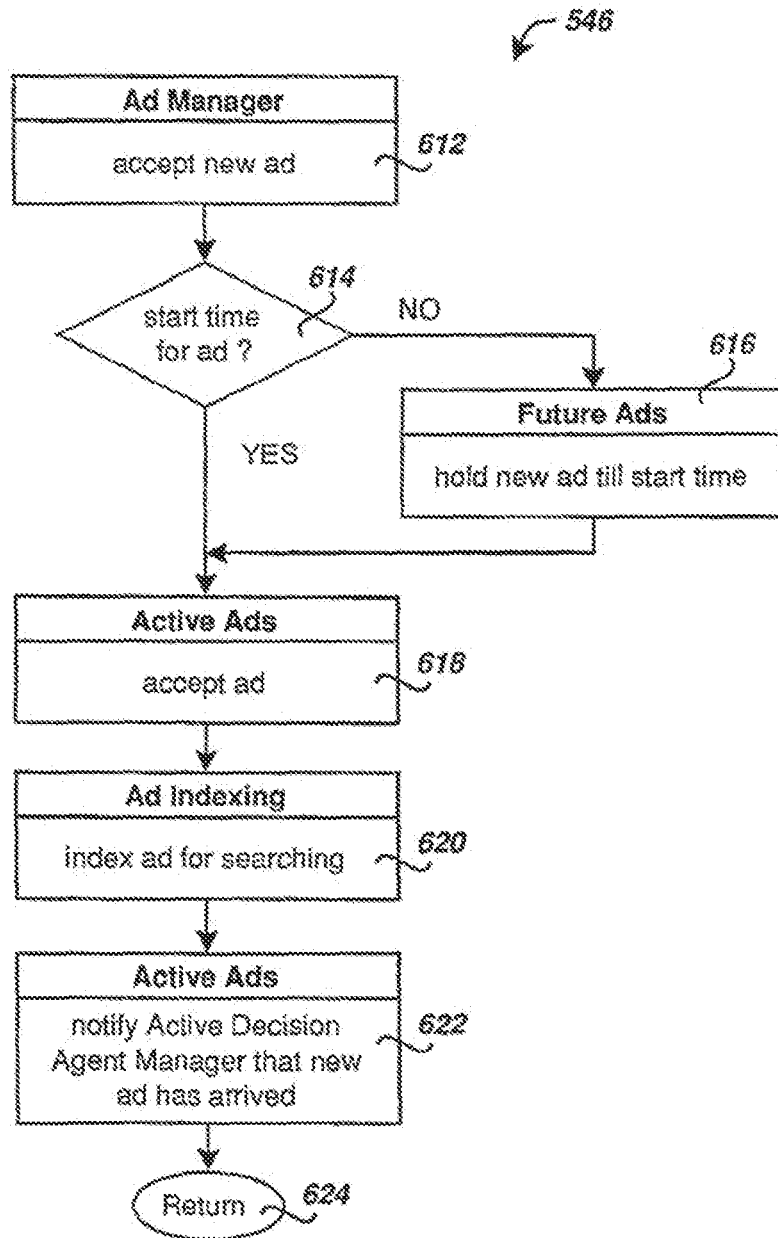 546
Ad Manager
accept new ad
612
614
start time
for ad ?
NO
616
YES
Future Ads
hold new ad till start time
Active Ads
accept ad
618
Ad Indexing
index ad for searching
620
Active Ads
notify Active Decision
Agent Manager that new
ad has arrived
622
Return
624